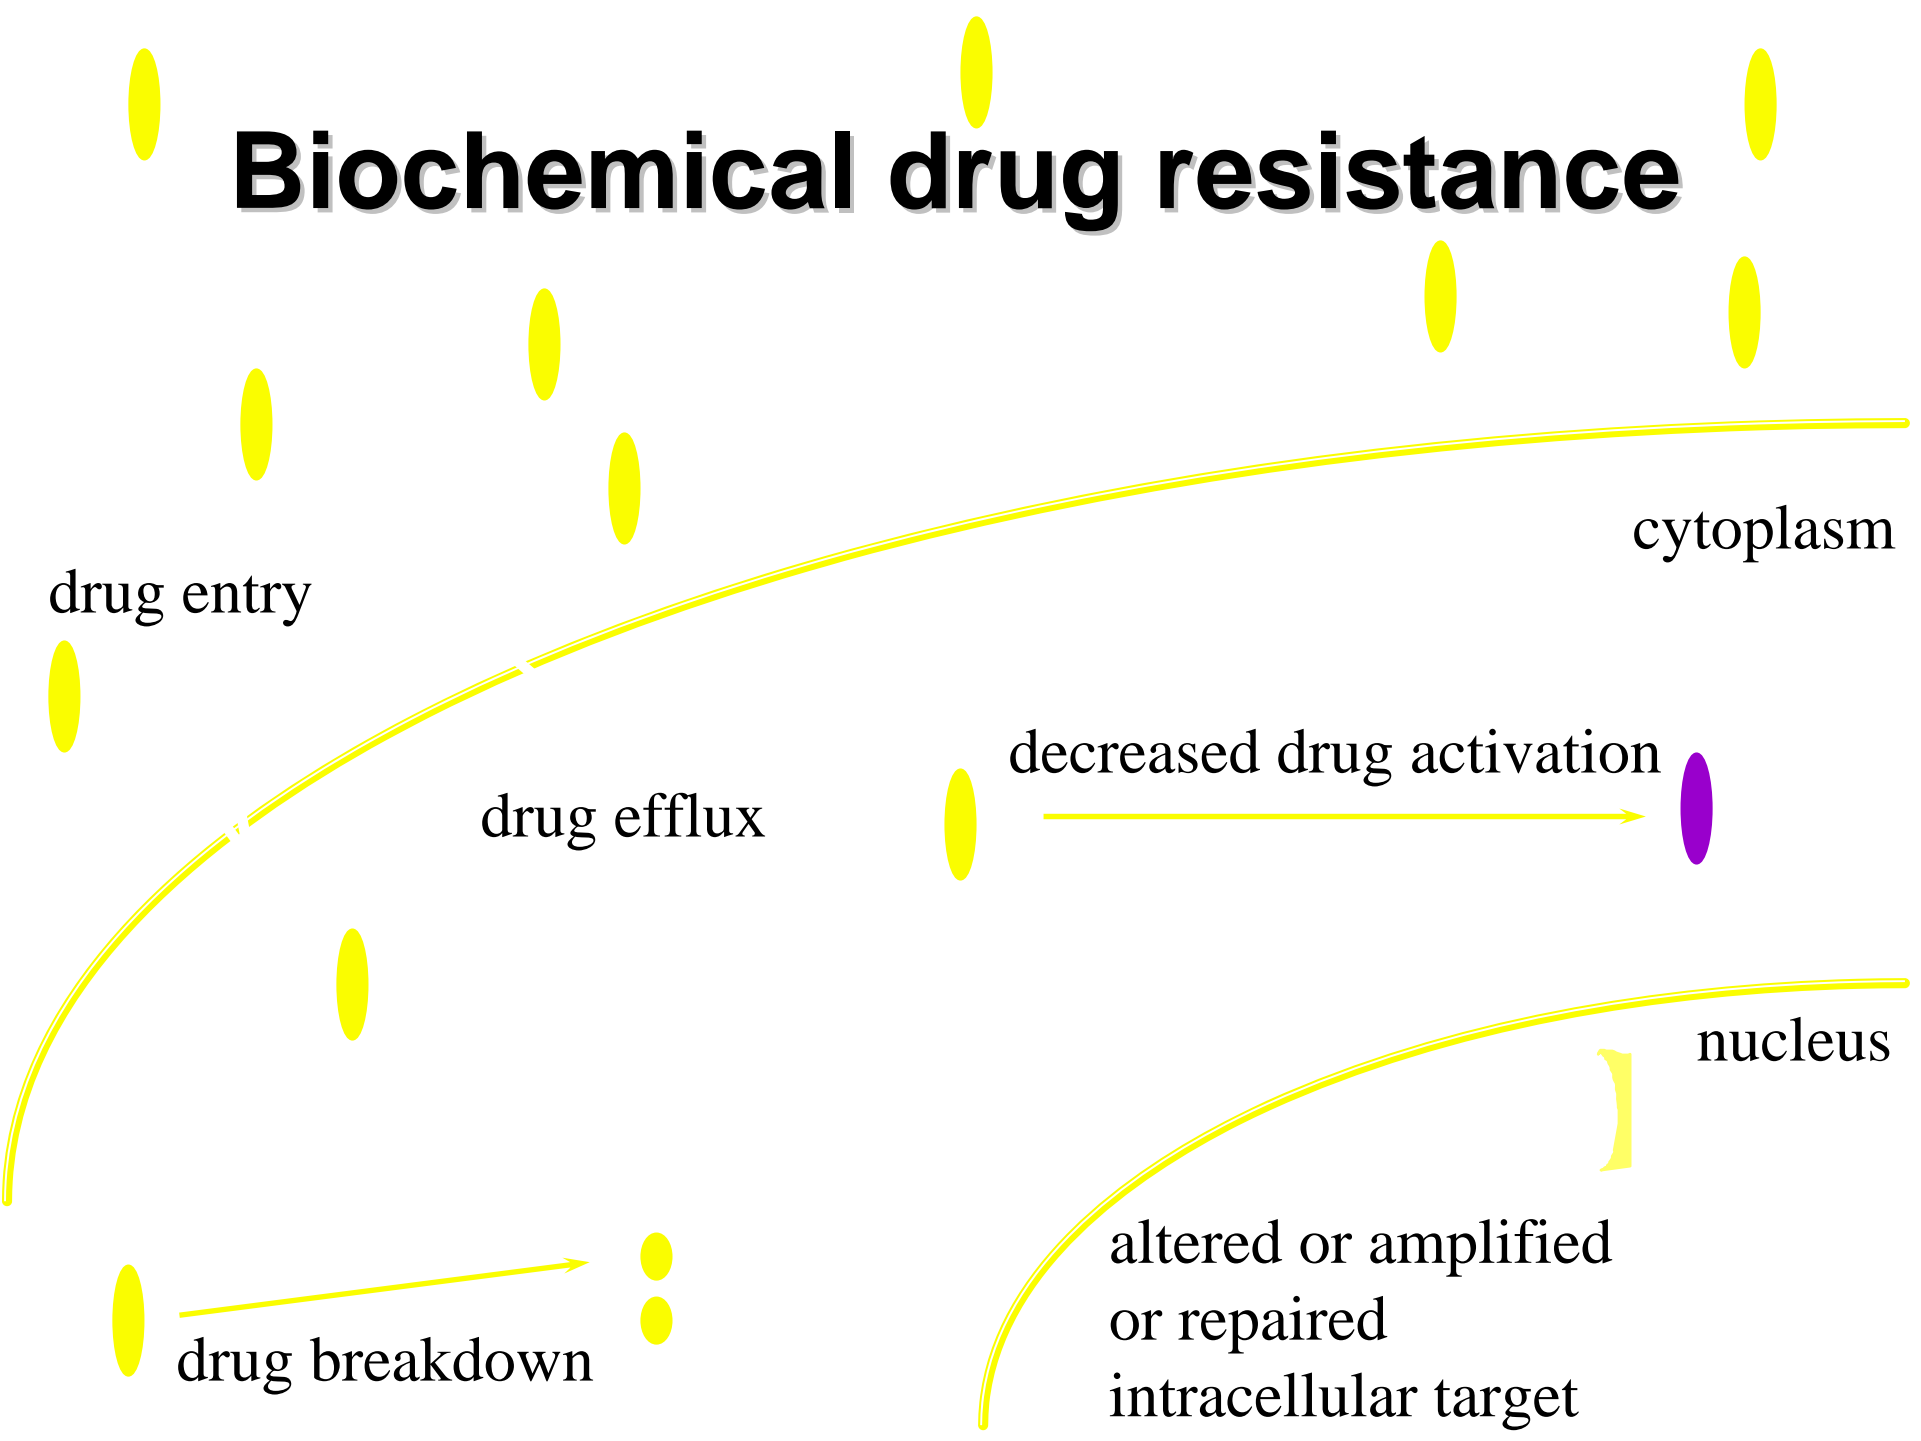 Biochemical drug resistance
cytoplasm
drug entry
decreased drug activation
drug efflux
nucleus
altered or amplified
or repaired
intracellular target
drug breakdown